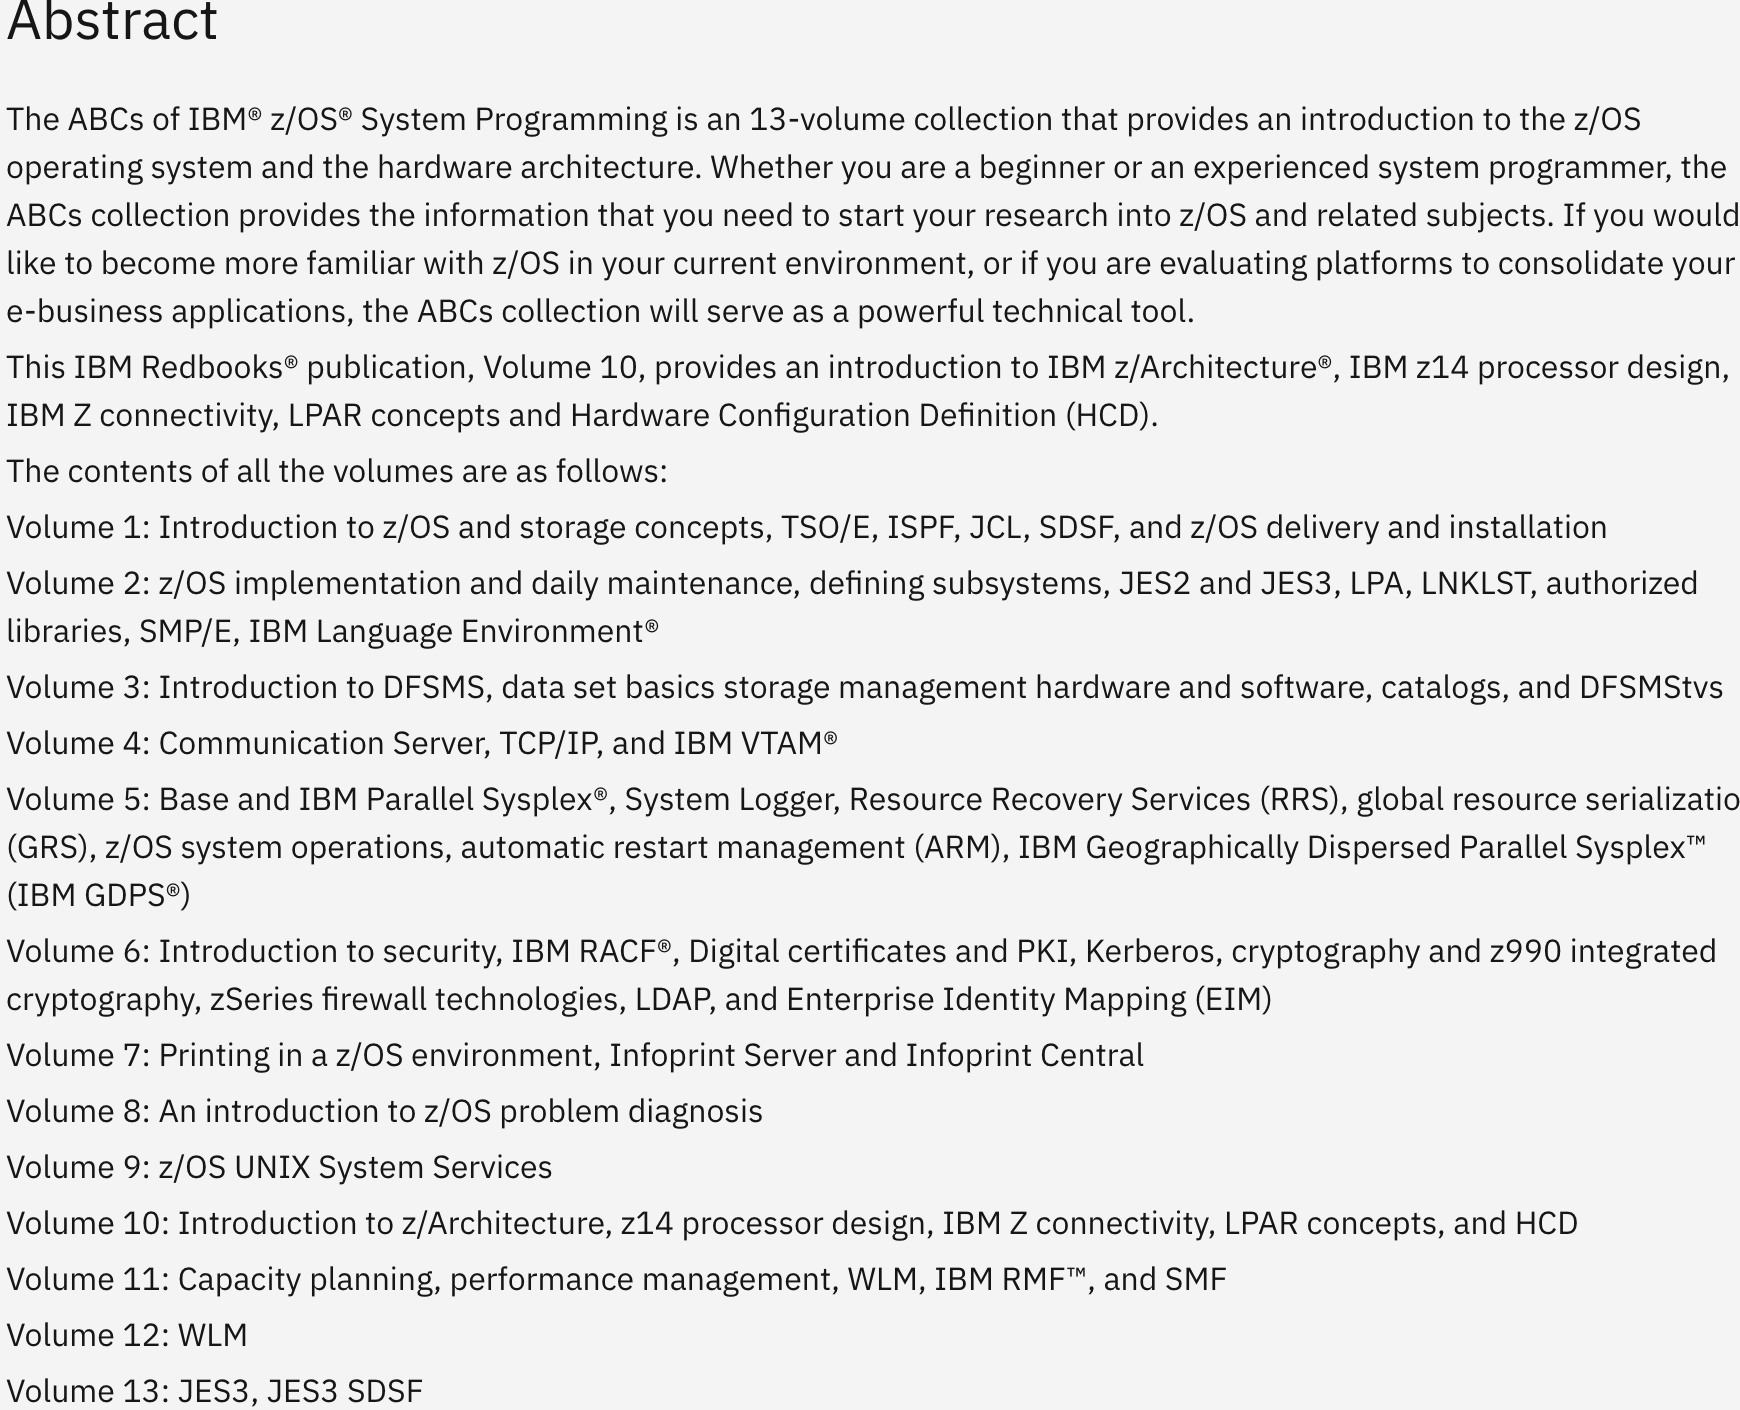 Abstract
The ABCs of IBM® z/OS® System Programming is an 13-volume collection that provides an introduction to the z/OS
operating system and the hardware architecture. Whether you are a beginner or an experienced system programmer, the
ABCs collection provides the information that you need to start your research into z/OS and related subjects. If you would
like to become more familiar with z/OS in your current environment, or if you are evaluating platforms to consolidate your
e-business applications, the ABCs collection will serve as a powerful technical tool.
This IBM Redbooks® publication, Volume 10, provides an introduction to IBM z/Architecture®, IBM z14 processor design,
IBM Z connectivity, LPAR concepts and Hardware Configuration Definition (HCD).
The contents of all the volumes are as follows:
Volume 1: Introduction to z/OS and storage concepts, TSO/E, ISPF, JCL, SDSF, and z/OS delivery and installation
Volume 2: z/OS implementation and daily maintenance, defining subsystems, JES2 and JES3, LPA, LNKLST, authorized
libraries, SMP/E, IBM Language Environment®
Volume 3: Introduction to DFSMS, data set basics storage management hardware and software, catalogs, and DFSMStvs
Volume 4: Communication Server, TCP/IP, and IBM VTAM®
Volume 5: Base and IBM Parallel Sysplex®, System Logger, Resource Recovery Services (RRS), global resource serializatio
(GRS), z/OS system operations, automatic restart management (ARM), IBM Geographically Dispersed Parallel Sysplex™
(IBM GDPS®)
Volume 6: Introduction to security, IBM RACF®, Digital certificates and PKI, Kerberos, cryptography and z990 integrated
cryptography, zSeries firewall technologies, LDAP, and Enterprise Identity Mapping (EIM)
Volume 7: Printing in a z/OS environment, Infoprint Server and Infoprint Central
Volume 8: An introduction to z/OS problem diagnosis
Volume 9: z/OS UNIX System Services
Volume 10: Introduction to z/Architecture, z14 processor design, IBM Z connectivity, LPAR concepts, and HCD
Volume 11: Capacity planning, performance management, WLM, IBM RMF™, and SMF
Volume 12: WLM
Volume 13: JES3, JES3 SDSF